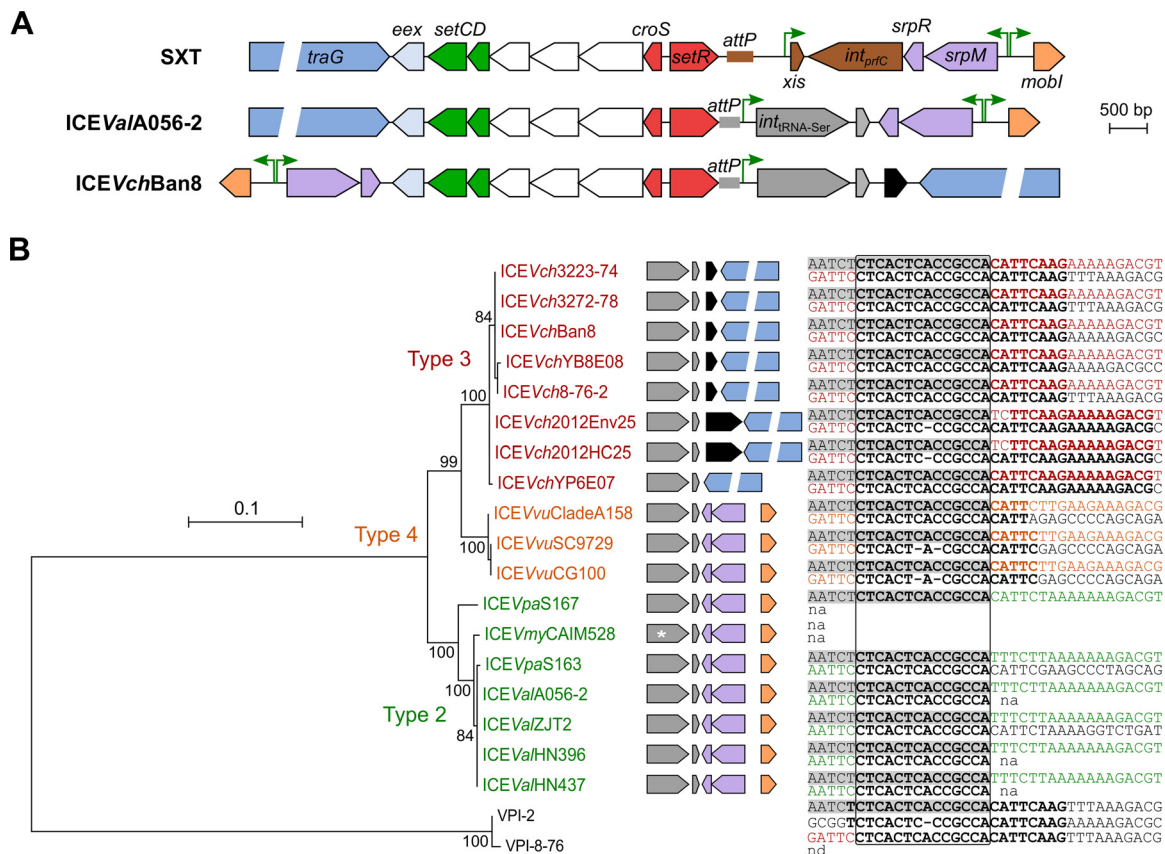 A
SXT
traG
eex
setCD
croS
setR
attP
xis
int prfC
srpR
srpM
mobI
ICEValA056-2
attP
int tRNA-Ser
500 bp
ICEVchBan8
attP
B
0.1
Type 3
Type 4
Type 2
84
100
99
100
100
100
84
100
ICEVch3223-74
AATCTCTCACTCACCGCCACATTCAAGAAAAAGACGT
GATTCCTCACTCACCGCCACATTCAAGTTTAAAGACG
ICEVch3272-78
AATCTCTCACTCACCGCCACATTCAAGAAAAAGACGT
GATTCCTCACTCACCGCCACATTCAAGTTTAAAGACGC
ICEVchBan8
AATCTCTCACTCACCGCCACATTCAAGAAAAAGACGT
GATTCCTCACTCACCGCCACATTCAAGTTTAAAGACGC
ICEVchYB8E08
AATCTCTCACTCACCGCCACATTCAAGAAAAAGACGT
GATTCCTCACTCACCGCCACATTCAAGAAAAAGACGCC
ICEVch8-76-2
AATCTCTCACTCACCGCCACATTCAAGAAAAAGACGT
GATTCCTCACTCACCGCCACATTCAAGTTTAAAGACGC
ICEVch2012Env25
AATCTCTCACTCACCGCCATCTTCAAGAAAAAGACGT
GATTCCTCACTC-CCGCCACATTCAAGAAAAAGACGC
ICEVch2012HC25
AATCTCTCACTCACCGCCATCTTCAAGAAAAAGACGT
GATTCCTCACTC-CCGCCACATTCAAGAAAAAGACGC
ICEVchYP6E07
AATCTCTCACTCACCGCCACATTCAAGAAAAAGACGT
GATTCCTCACTCACCGCCACATTCAAGAAAAAGACGC
ICEVvuCladeA158
AATCTCTCACTCACCGCCACATTCTTGAAGAAAGACG
GATTCCTCACTCACCGCCACATTAGAGCCCCAGCAGA
ICEVvuSC9729
AATCTCTCACTCACCGCCACATTCTTGAAGAAAGACG
GATTCCTCACT-A-CGCCACATTCGAGCCCCAGCAGA
ICEVvuCG100
AATCTCTCACTCACCGCCACATTCTTGAAGAAAGACG
GATTCCTCACT-A-CGCCACATTCGAGCCCCAGCAGA
ICEVpaS167
AATCTCTCACTCACCGCCACATTCTAAAAAAAGACGT
na
ICEVmyCAIM528
*
na
na
ICEVpaS163
AATCTCTCACTCACCGCCATTTCTTAAAAAAAGACGT
AATTCCTCACTCACCGCCACATTCGAAGCCCTAGCAG
ICEValA056-2
AATCTCTCACTCACCGCCATTTCTTAAAAAAAGACGT
AATTCCTCACTCACCGCCA na
ICEValZJT2
AATCTCTCACTCACCGCCATTTCTTAAAAAAAGACGT
AATTCCTCACTCACCGCCACATTCTAAAGGTCTGAT
ICEValHN396
AATCTCTCACTCACCGCCATTTCTTAAAAAAAGACGT
AATTCCTCACTCACCGCCA na
ICEValHN437
AATCTCTCACTCACCGCCATTTCTTAAAAAAAGACGT
AATTCCTCACTCACCGCCA na
VPI-2
AATCTCTCACTCACCGCCACATTCAAGTTTAAAGACG
GCGGTCTCACTC-CCGCCACATTCAAGAAAAAGACGC
VPI-8-76
GATTCCTCACTCACCGCCACATTCAAGTTTAAAGACG
nd